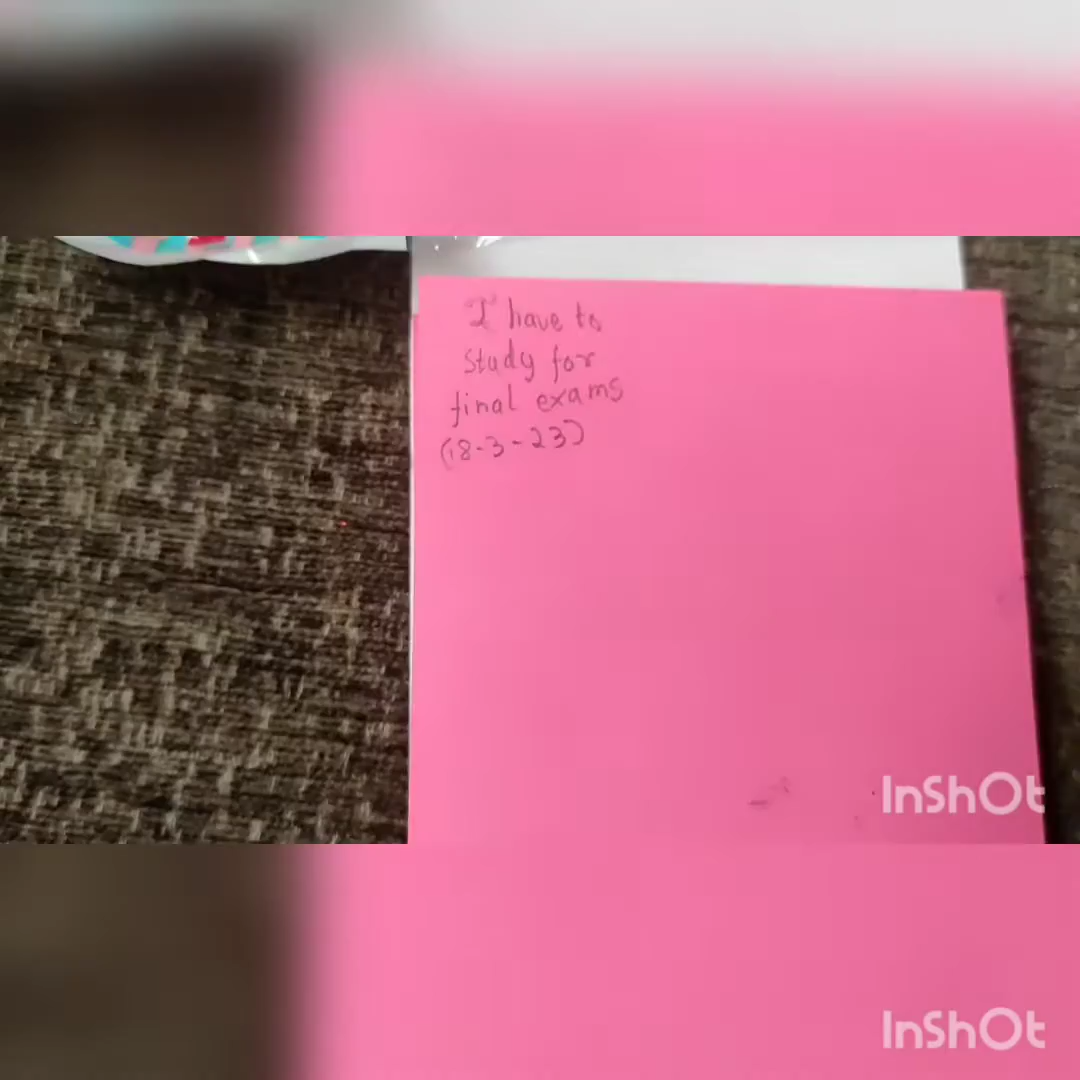 I have to
study for
final exams
(18-3-23)
InShOt
InShOt